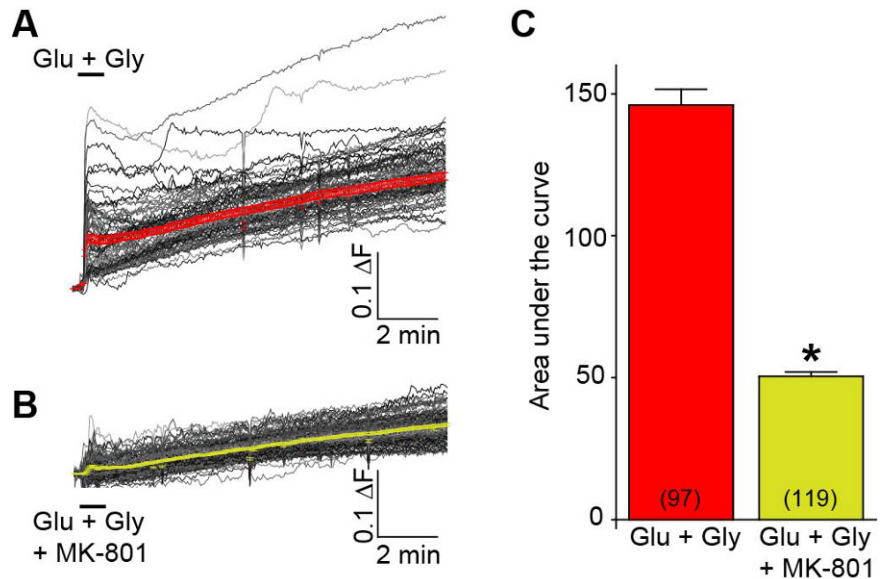 A
Glu + Gly
0.1 ΔF
2 min
B
Glu + Gly
+ MK-801
0.1 ΔF
2 min
C
Area under the curve
150
100
50
0
*
(97)
(119)
Glu + Gly
Glu + Gly
+ MK-801